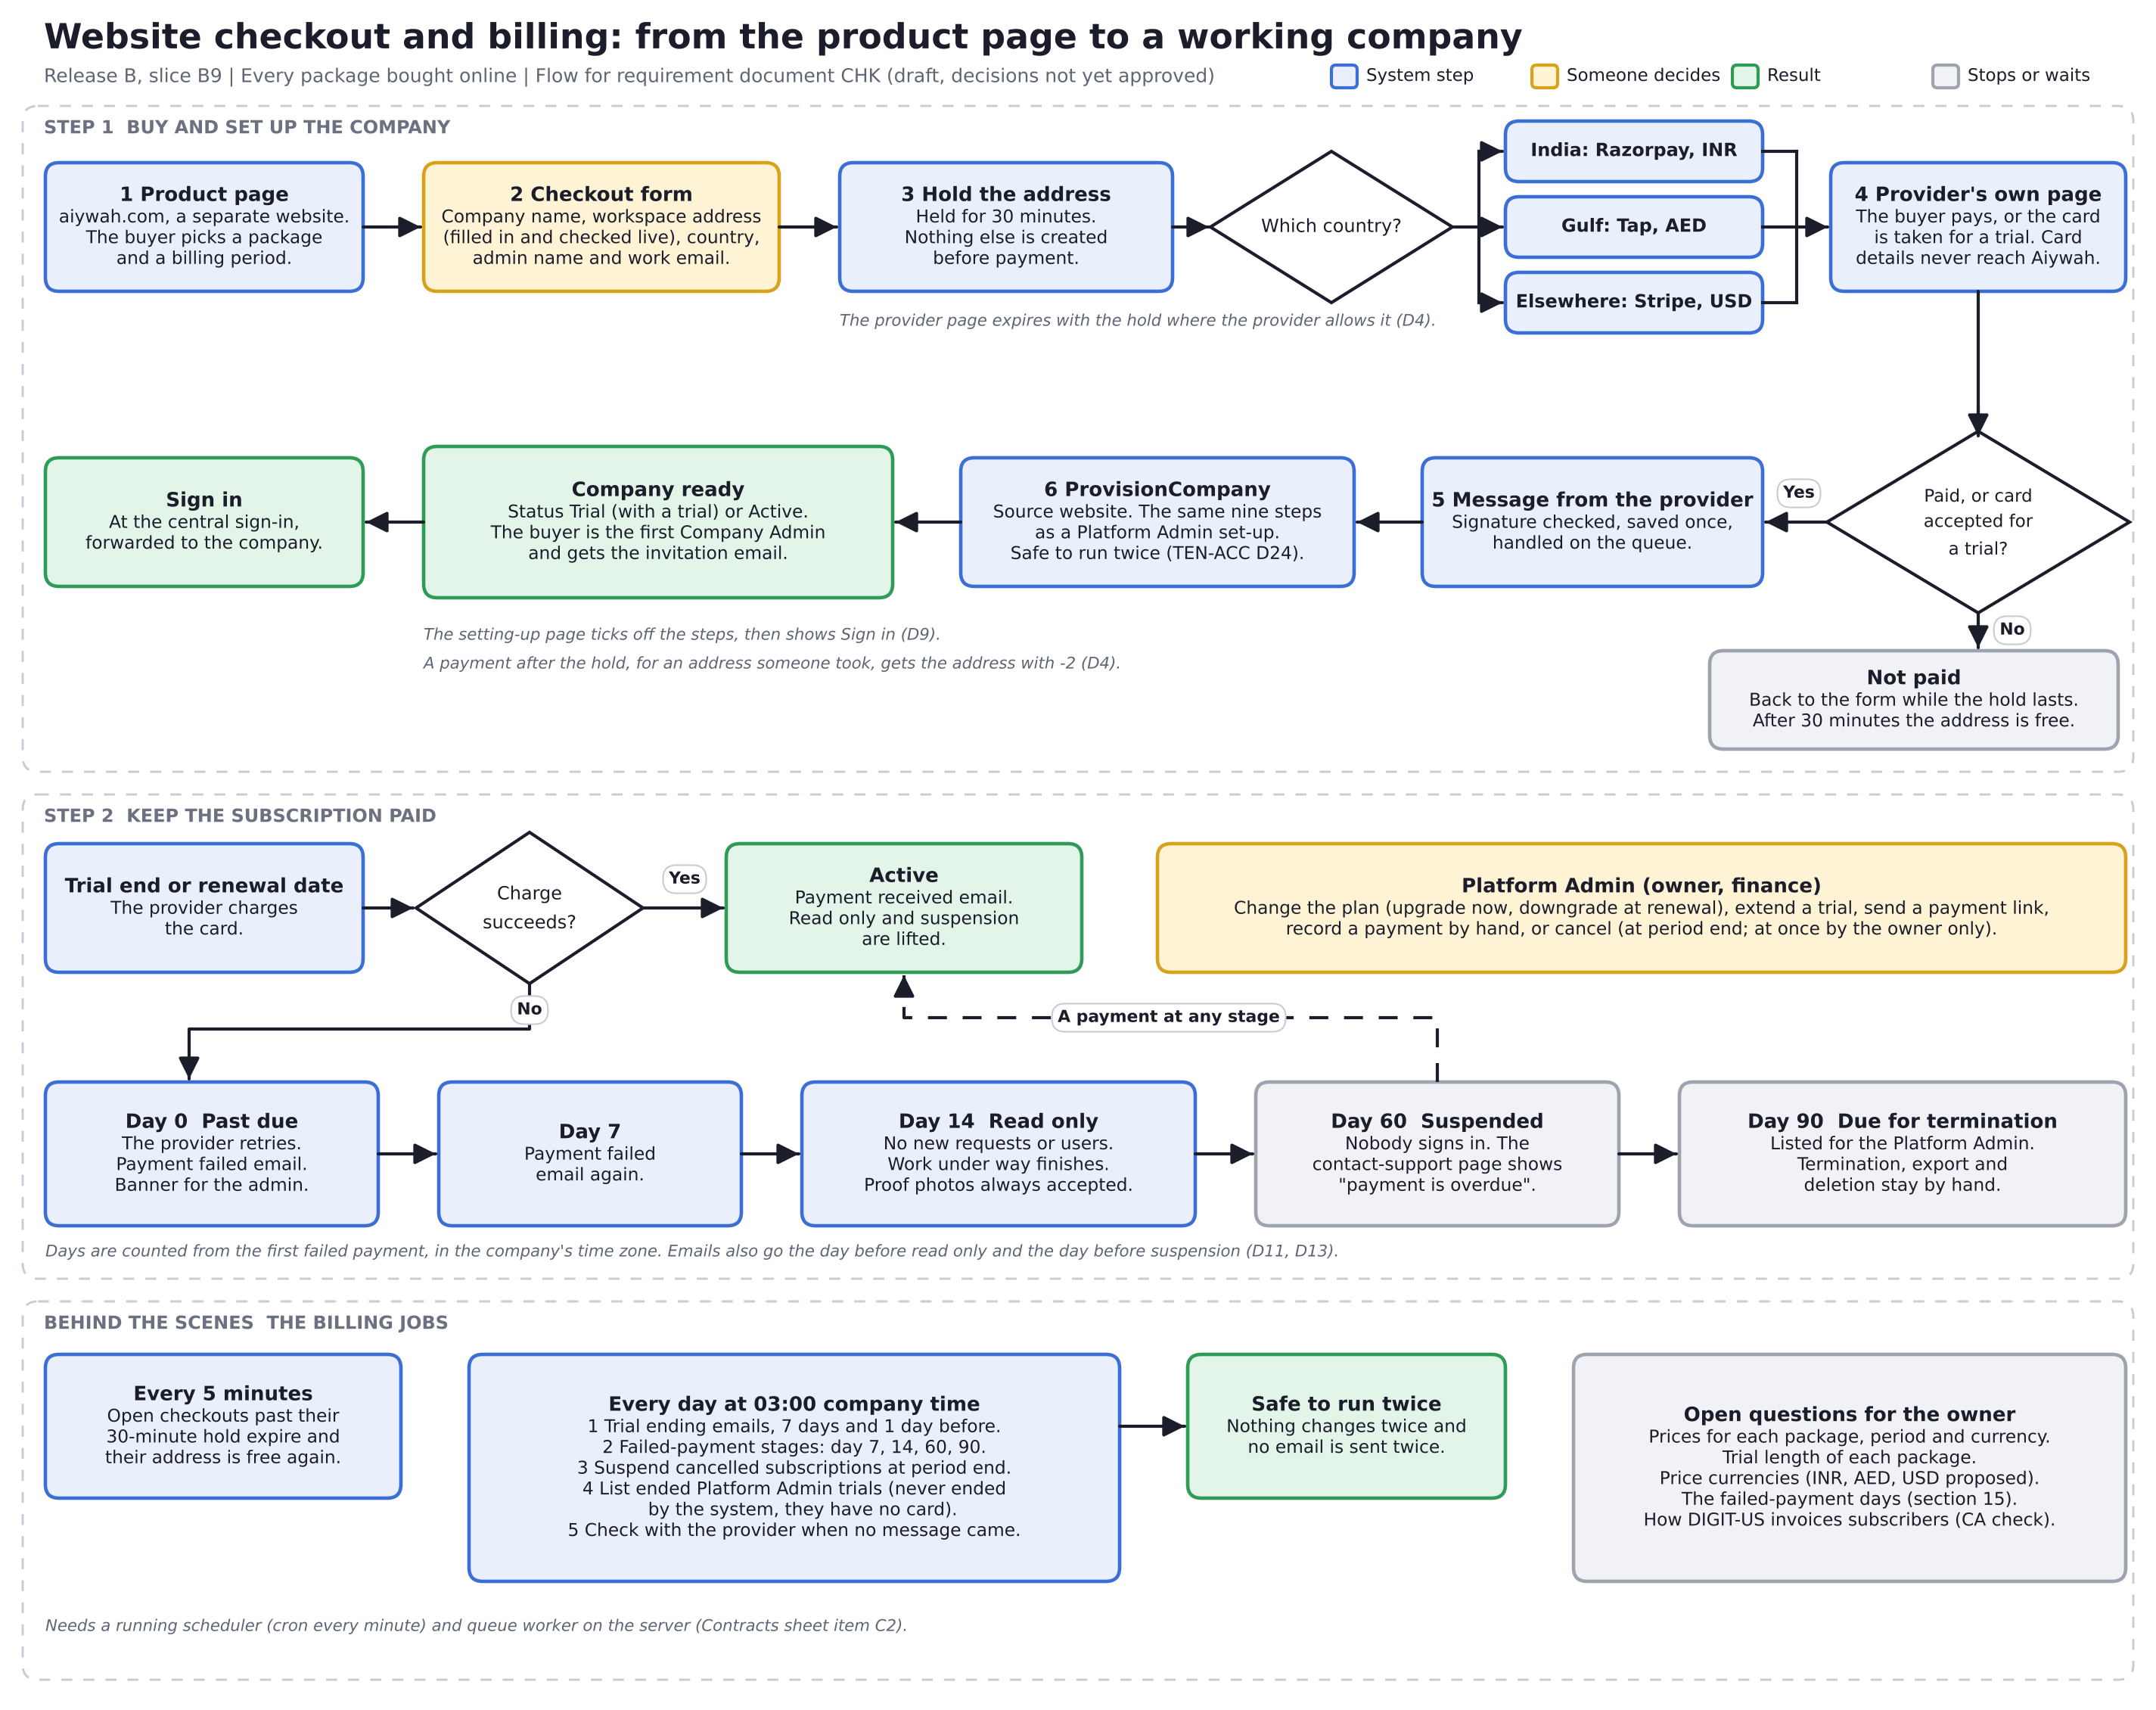 Website checkout and billing: from the product page to a working company
Release B, slice B9 | Every package bought online | Flow for requirement document CHK (draft, decisions not yet approved)
System step
Someone decides
Result
Stops or waits
STEP 1 BUY AND SET UP THE COMPANY
1 Product page
aiywah.com, a separate website.
The buyer picks a package
and a billing period.
2 Checkout form
Company name, workspace address
(filled in and checked live), country,
admin name and work email.
3 Hold the address
Held for 30 minutes.
Nothing else is created
before payment.
Which country?
India: Razorpay, INR
Gulf: Tap, AED
Elsewhere: Stripe, USD
4 Provider's own page
The buyer pays, or the card
is taken for a trial. Card
details never reach Aiywah.
The provider page expires with the hold where the provider allows it (D4).
Sign in
At the central sign-in,
forwarded to the company.
Company ready
Status Trial (with a trial) or Active.
The buyer is the first Company Admin
and gets the invitation email.
6 ProvisionCompany
Source website. The same nine steps
as a Platform Admin set-up.
Safe to run twice (TEN-ACC D24).
5 Message from the provider
Signature checked, saved once,
handled on the queue.
Yes
Paid, or card
accepted for
a trial?
No
The setting-up page ticks off the steps, then shows Sign in (D9).
A payment after the hold, for an address someone took, gets the address with -2 (D4).
Not paid
Back to the form while the hold lasts.
After 30 minutes the address is free.
STEP 2 KEEP THE SUBSCRIPTION PAID
Trial end or renewal date
The provider charges
the card.
Charge
succeeds?
Yes
Active
Payment received email.
Read only and suspension
are lifted.
Platform Admin (owner, finance)
Change the plan (upgrade now, downgrade at renewal), extend a trial, send a payment link,
record a payment by hand, or cancel (at period end; at once by the owner only).
No
A payment at any stage
Day 0 Past due
The provider retries.
Payment failed email.
Banner for the admin.
Day 7
Payment failed
email again.
Day 14 Read only
No new requests or users.
Work under way finishes.
Proof photos always accepted.
Day 60 Suspended
Nobody signs in. The
contact-support page shows
"payment is overdue".
Day 90 Due for termination
Listed for the Platform Admin.
Termination, export and
deletion stay by hand.
Days are counted from the first failed payment, in the company's time zone. Emails also go the day before read only and the day before suspension (D11, D13).
BEHIND THE SCENES THE BILLING JOBS
Every 5 minutes
Open checkouts past their
30-minute hold expire and
their address is free again.
Every day at 03:00 company time
1 Trial ending emails, 7 days and 1 day before.
2 Failed-payment stages: day 7, 14, 60, 90.
3 Suspend cancelled subscriptions at period end.
4 List ended Platform Admin trials (never ended
by the system, they have no card).
5 Check with the provider when no message came.
Safe to run twice
Nothing changes twice and
no email is sent twice.
Open questions for the owner
Prices for each package, period and currency.
Trial length of each package.
Price currencies (INR, AED, USD proposed).
The failed-payment days (section 15).
How DIGIT-US invoices subscribers (CA check).
Needs a running scheduler (cron every minute) and queue worker on the server (Contracts sheet item C2).